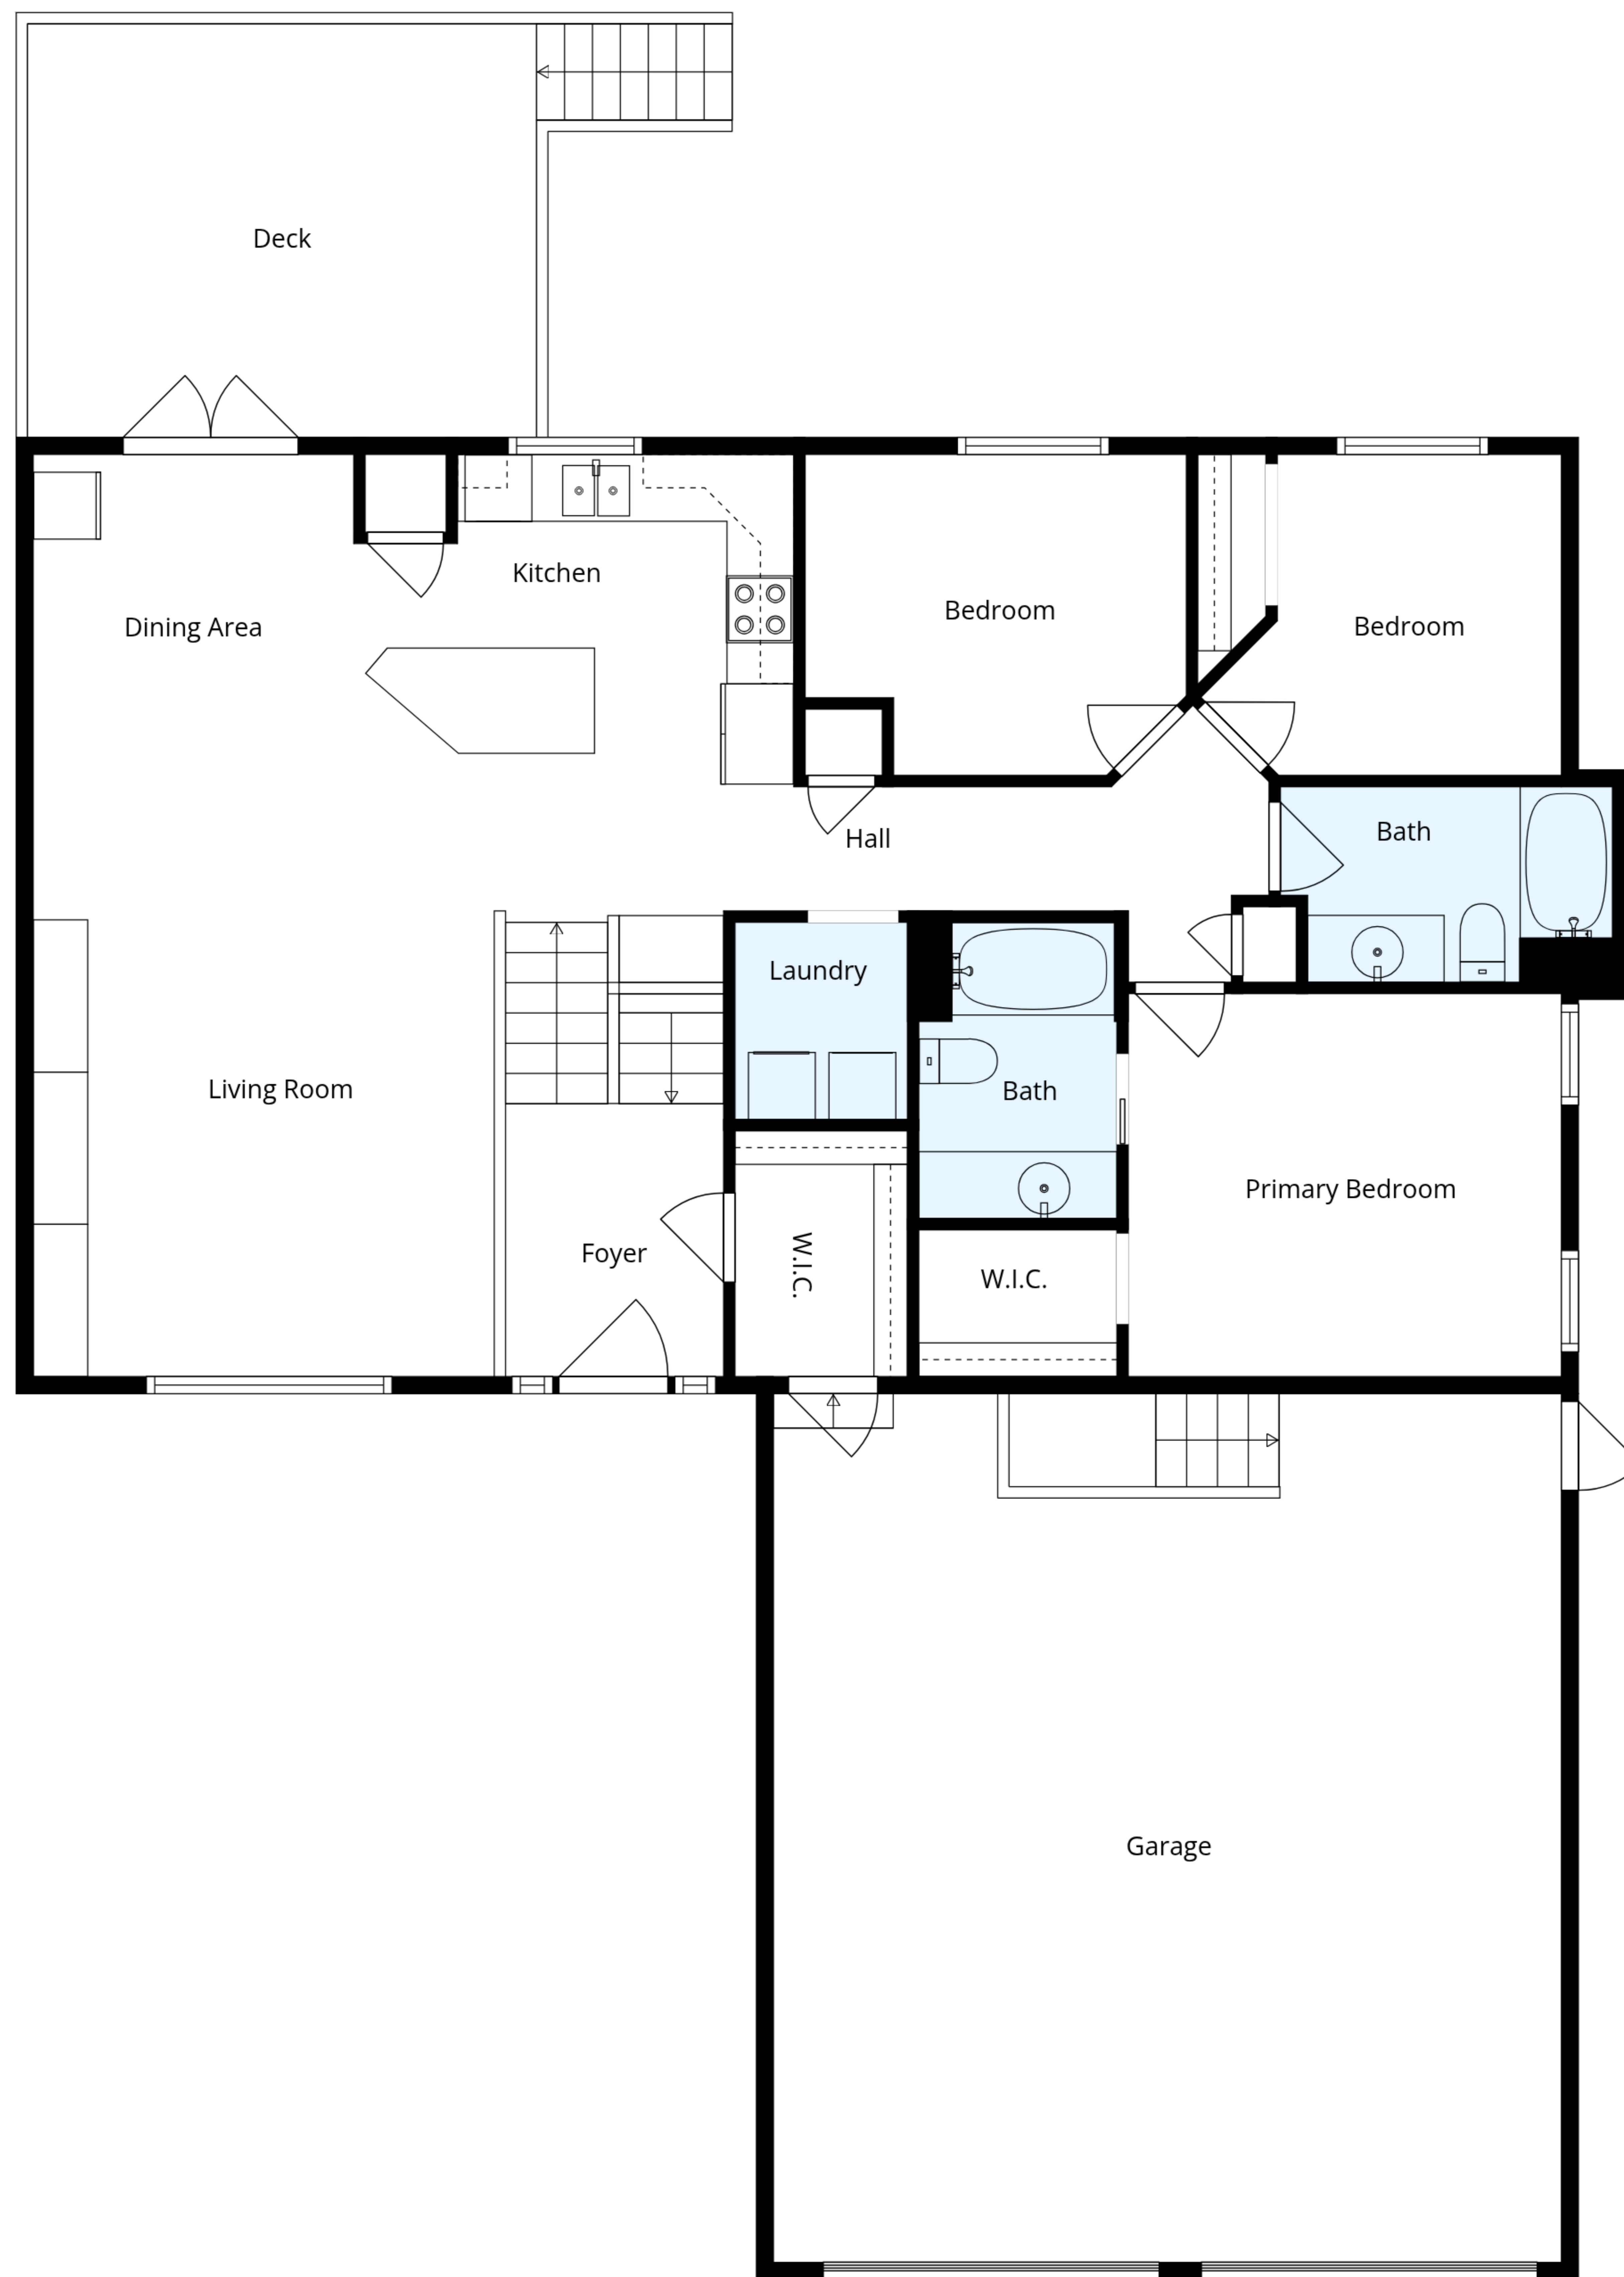 Deck
Kitchen
Dining Area
Bedroom
Bedroom
Hall
Bath
Laundry
Living Room
Bath
Primary Bedroom
Foyer
W.I.C.
W.I.C.
Garage